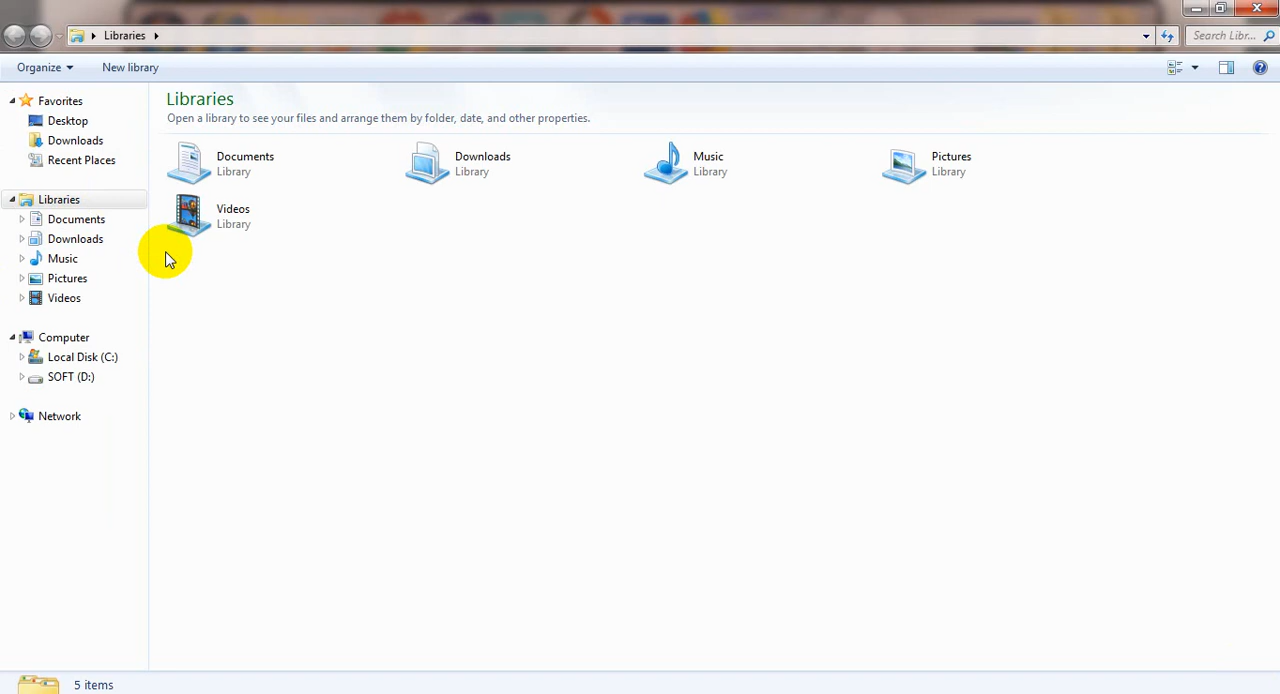 Libraries
Search Libr...
Organize
New library
Favorites
Desktop
Downloads
Recent Places
Libraries
Documents
Downloads
Music
Pictures
Videos
Computer
Local Disk (C:)
SOFT (D:)
Network
Libraries
Open a library to see your files and arrange them by folder, date, and other properties.
Documents
Library
Downloads
Library
Music
Library
Pictures
Library
Videos
Library
5 items